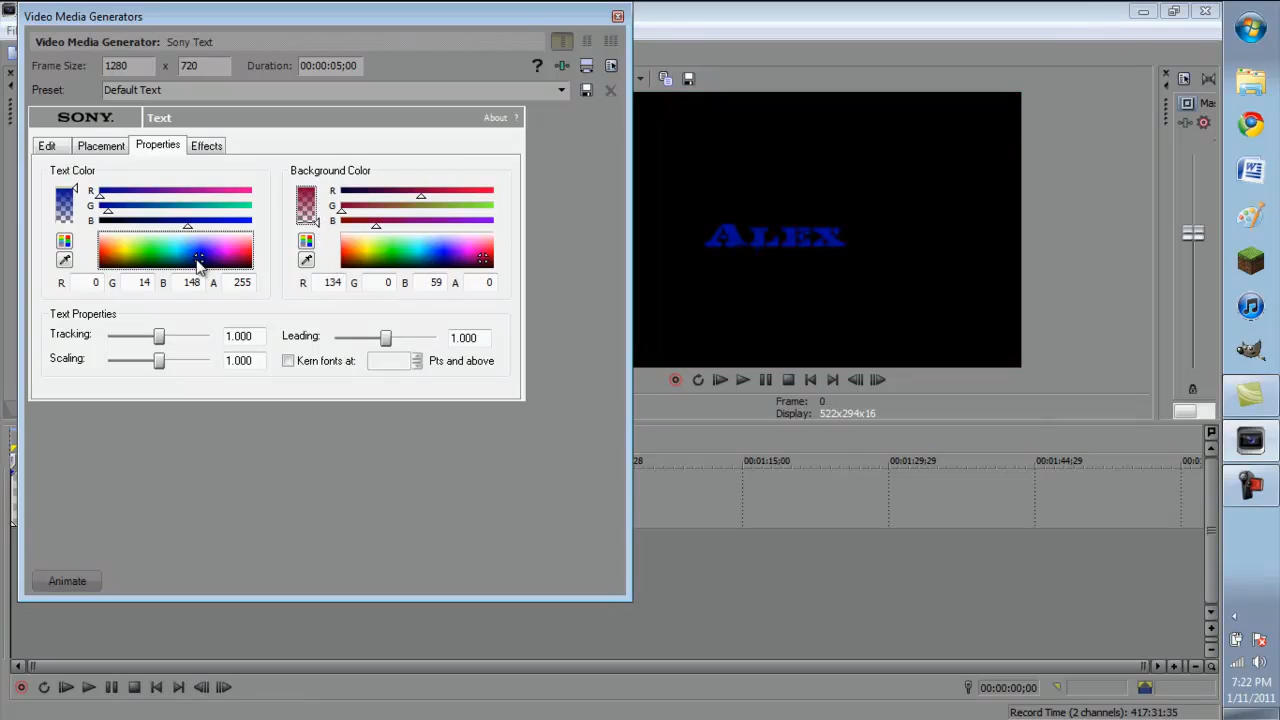 Video Media Generators
Video Media Generator: Sony Text
Frame Size: 1280 x 720 Duration: 00:00:05;00 ?
Preset: Default Text
SONY. Text About ?
Edit Placement Properties Effects
Text Color Background Color
R R
G G
B B
R 0 G 14 B 148 A 255 R 134 G 0 B 59 A 0
Text Properties
Tracking: 1.000 Leading: 1.000
Scaling: 1.000 Kern fonts at: Pts and above
Animate
Alex
Frame: 0
Display: 522x294x16
28 00:01:15;00 00:01:29;29 00:01:44;29 00:0
00:00:00;00
Record Time (2 channels): 417:31:35
Mas
P
7:22 PM
1/11/2011